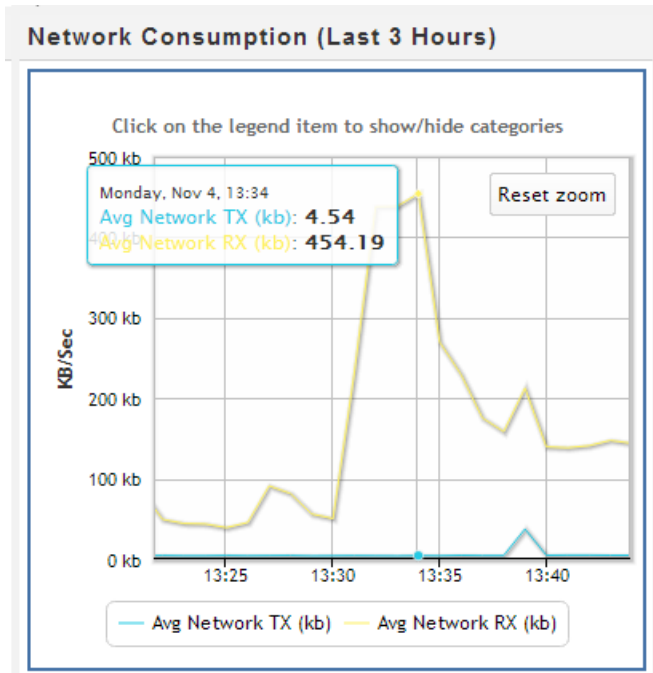 Network Consumption (Last 3 Hours)
Click on the legend item to show/hide categories
500 kb
Monday, Nov 4, 13:34
Avg Network TX (kb): 4.54
Avg Network RX (kb): 454.19
Reset zoom
400 kb
300 kb
200 kb
100 kb
0 kb
KB/Sec
13:25 13:30 13:35 13:40
Avg Network TX (kb) Avg Network RX (kb)